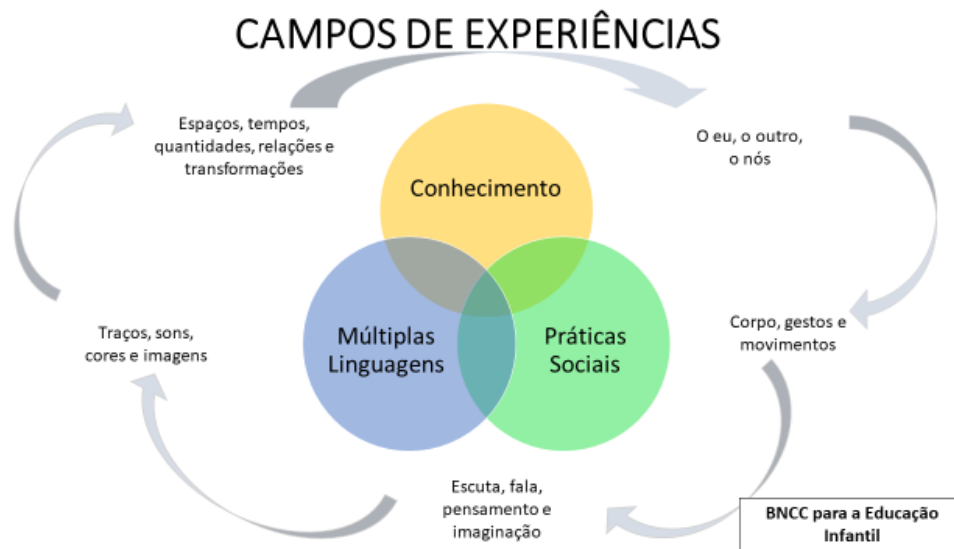 CAMPOS DE EXPERIÊNCIAS
Espaços, tempos,
quantidades, relações e
transformações
O eu, o outro,
o nós
Conhecimento
Traços, sons,
cores e imagens
Múltiplas
Linguagens
Práticas
Sociais
Corpo, gestos e
movimentos
Escuta, fala,
pensamento e
imaginação
BNCC para a Educação
Infantil